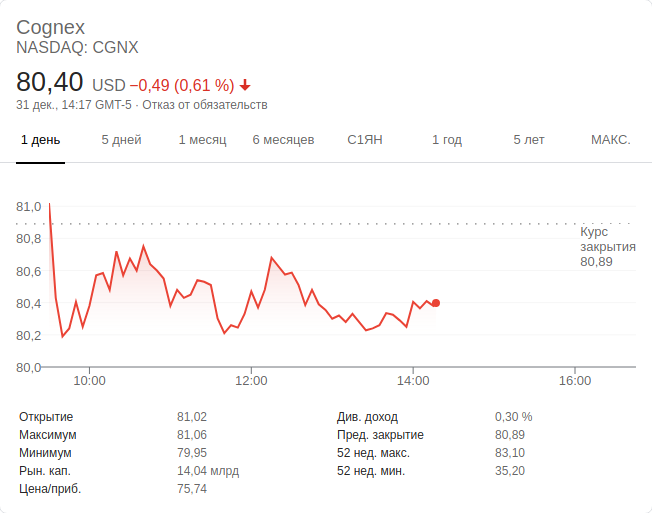 Cognex
NASDAQ: CGNX
80,40 USD −0,49 (0,61 %)
31 дек., 14:17 GMT-5 · Отказ от обязательств
1 день 5 дней 1 месяц 6 месяцев С1ЯН 1 год 5 лет МАКС.
81,0
80,8
80,6
80,4
80,2
80,0
Курс
закрытия
80,89
10:00 12:00 14:00 16:00
Открытие 81,02 Див. доход 0,30 %
Максимум 81,06 Пред. закрытие 80,89
Минимум 79,95 52 нед. макс. 83,10
Рын. кап. 14,04 млрд 52 нед. мин. 35,20
Цена/приб. 75,74